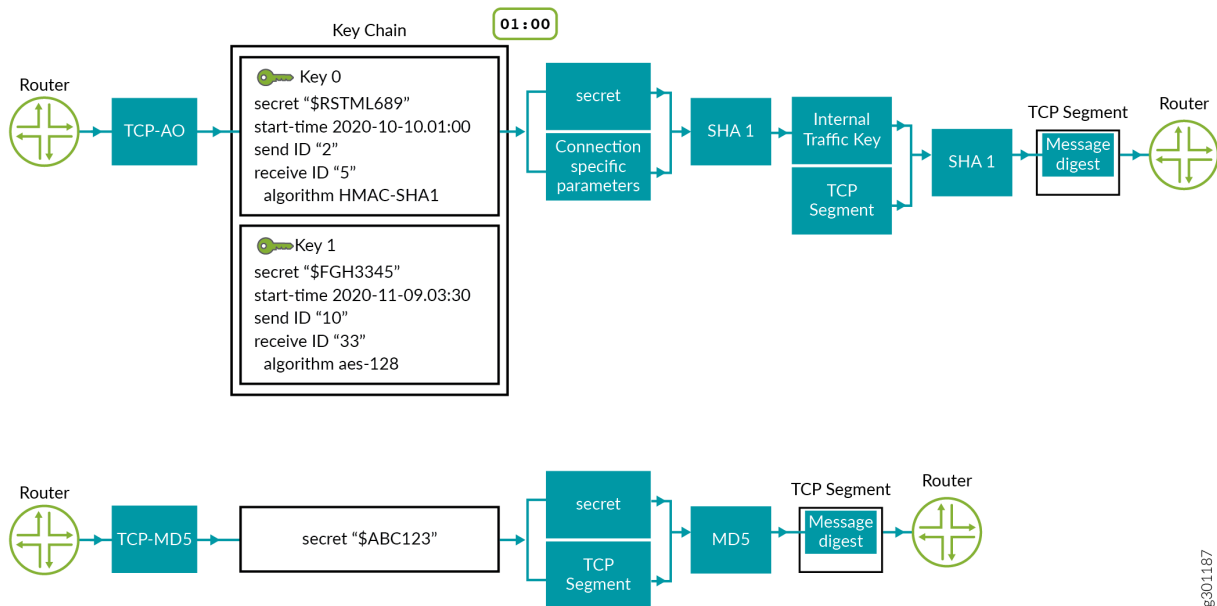 Key Chain
01:00
Router
TCP-AO
Key 0
secret “$RSTML689”
start-time 2020-10-10.01:00
send ID “2”
receive ID “5”
algorithm HMAC-SHA1
Key 1
secret “$FGH3345”
start-time 2020-11-09.03:30
send ID “10”
receive ID “33”
algorithm aes-128
secret
Connection
specific
parameters
SHA 1
Internal
Traffic Key
TCP
Segment
SHA 1
TCP Segment
Message
digest
Router
Router
TCP-MD5
secret “$ABC123”
secret
TCP
Segment
MD5
TCP Segment
Message
digest
Router
g301187